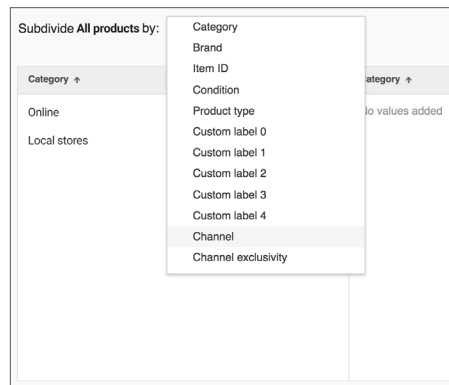 Subdivide All products by:
Category
Brand
Item ID
Condition
Product type
Custom label 0
Custom label 1
Custom label 2
Custom label 3
Custom label 4
Channel
Channel exclusivity
Category ↑
Online
Local stores
ategory ↑
lo values added